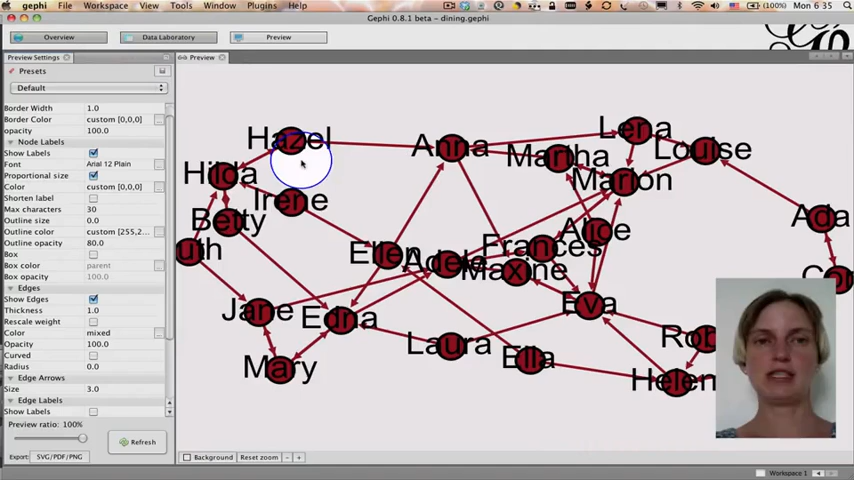 gephi File Workspace View Tools Window Plugins Help
(100%) Mon 6 35
Gephi 0.8.1 beta - dining.gephi
Overview Data Laboratory Preview
Preview Settings
Presets
Default
Border Width 1.0
Border Color custom [0,0,0]
opacity 100.0
Node Labels
Show Labels
Font Arial 12 Plain
Proportional size
Color custom [0,0,0]
Shorten label
Max characters 30
Outline size 0.0
Outline color custom [255,2...
Outline opacity 80.0
Box
Box color parent
Box opacity 100.0
Edges
Show Edges
Thickness 1.0
Rescale weight
Color mixed
Opacity 100.0
Curved
Radius 0.0
Edge Arrows
Size 3.0
Edge Labels
Show Labels
Preview ratio: 100%
Refresh
Export: SVG/PDF/PNG
Preview
Hazel
Anna
Lena
Martha
Louise
Hilda
Marion
Irene
Betty
Ada
uth
Alice
Ellen
Frances
Adele
Maxine
Co
Jane
Edna
Eva
Laura
Rob
Ella
Mary
Helen
Background Reset zoom - +
Workspace 1